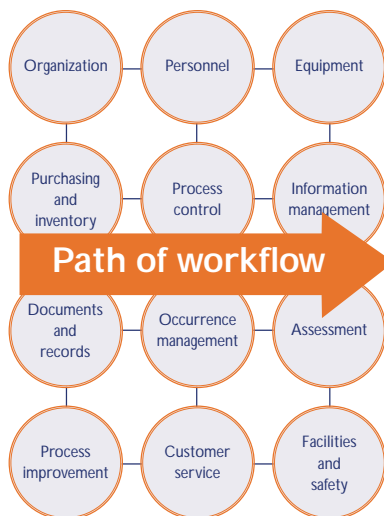 Organization
Personnel
Equipment
Purchasing
and
inventory
Process
control
Information
management
Path of workflow
Documents
and
records
Occurrence
management
Assessment
Process
improvement
Customer
service
Facilities
and
safety